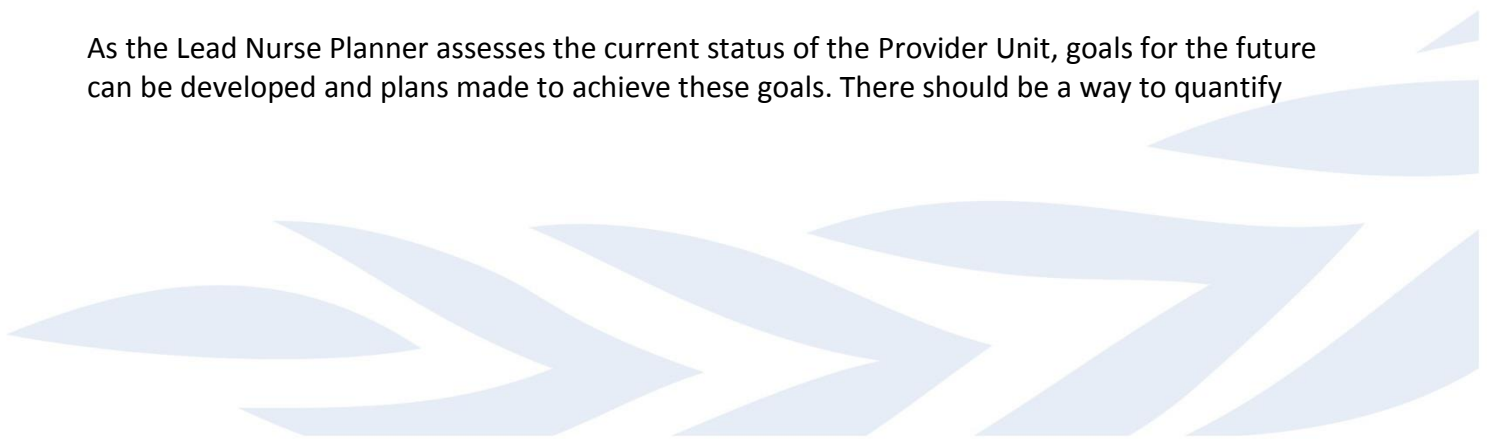 As the Lead Nurse Planner assesses the current status of the Provider Unit, goals for the future
can be developed and plans made to achieve these goals. There should be a way to quantify